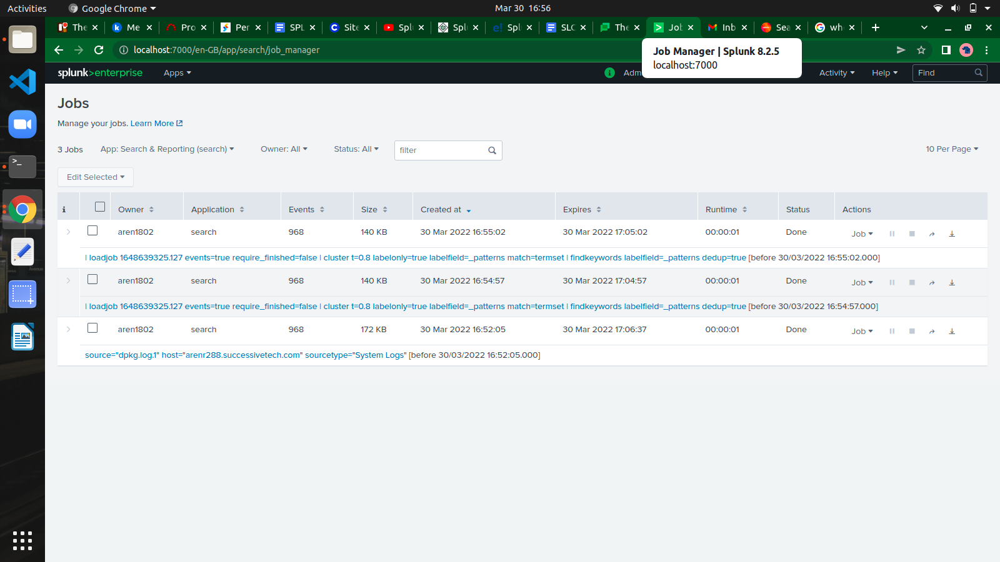 Activities Google Chrome Mar 30 16:56
The Me Pro Per SPL Site Splu Splu Splu SLO The Job Inb Sea whe
localhost:7000/en-GB/app/search/job_manager
Job Manager | Splunk 8.2.5
localhost:7000
splunk>enterprise Apps Adm Activity Help Find
Jobs
Manage your jobs. Learn More
3 Jobs App: Search & Reporting (search) Owner: All Status: All filter 10 Per Page
Edit Selected
i Owner Application Events Size Created at Expires Runtime Status Actions
aren1802 search 968 140 KB 30 Mar 2022 16:55:02 30 Mar 2022 17:05:02 00:00:01 Done Job
| loadjob 1648639325.127 events=true require_finished=false | cluster t=0.8 labelonly=true labelfield=_patterns match=termset | findkeywords labelfield=_patterns dedup=true [before 30/03/2022 16:55:02.000]
aren1802 search 968 140 KB 30 Mar 2022 16:54:57 30 Mar 2022 17:04:57 00:00:01 Done Job
| loadjob 1648639325.127 events=true require_finished=false | cluster t=0.8 labelonly=true labelfield=_patterns match=termset | findkeywords labelfield=_patterns dedup=true [before 30/03/2022 16:54:57.000]
aren1802 search 968 172 KB 30 Mar 2022 16:52:05 30 Mar 2022 17:06:37 00:00:01 Done Job
source="dpkg.log.1" host="arenr288.successivetech.com" sourcetype="System Logs" [before 30/03/2022 16:52:05.000]